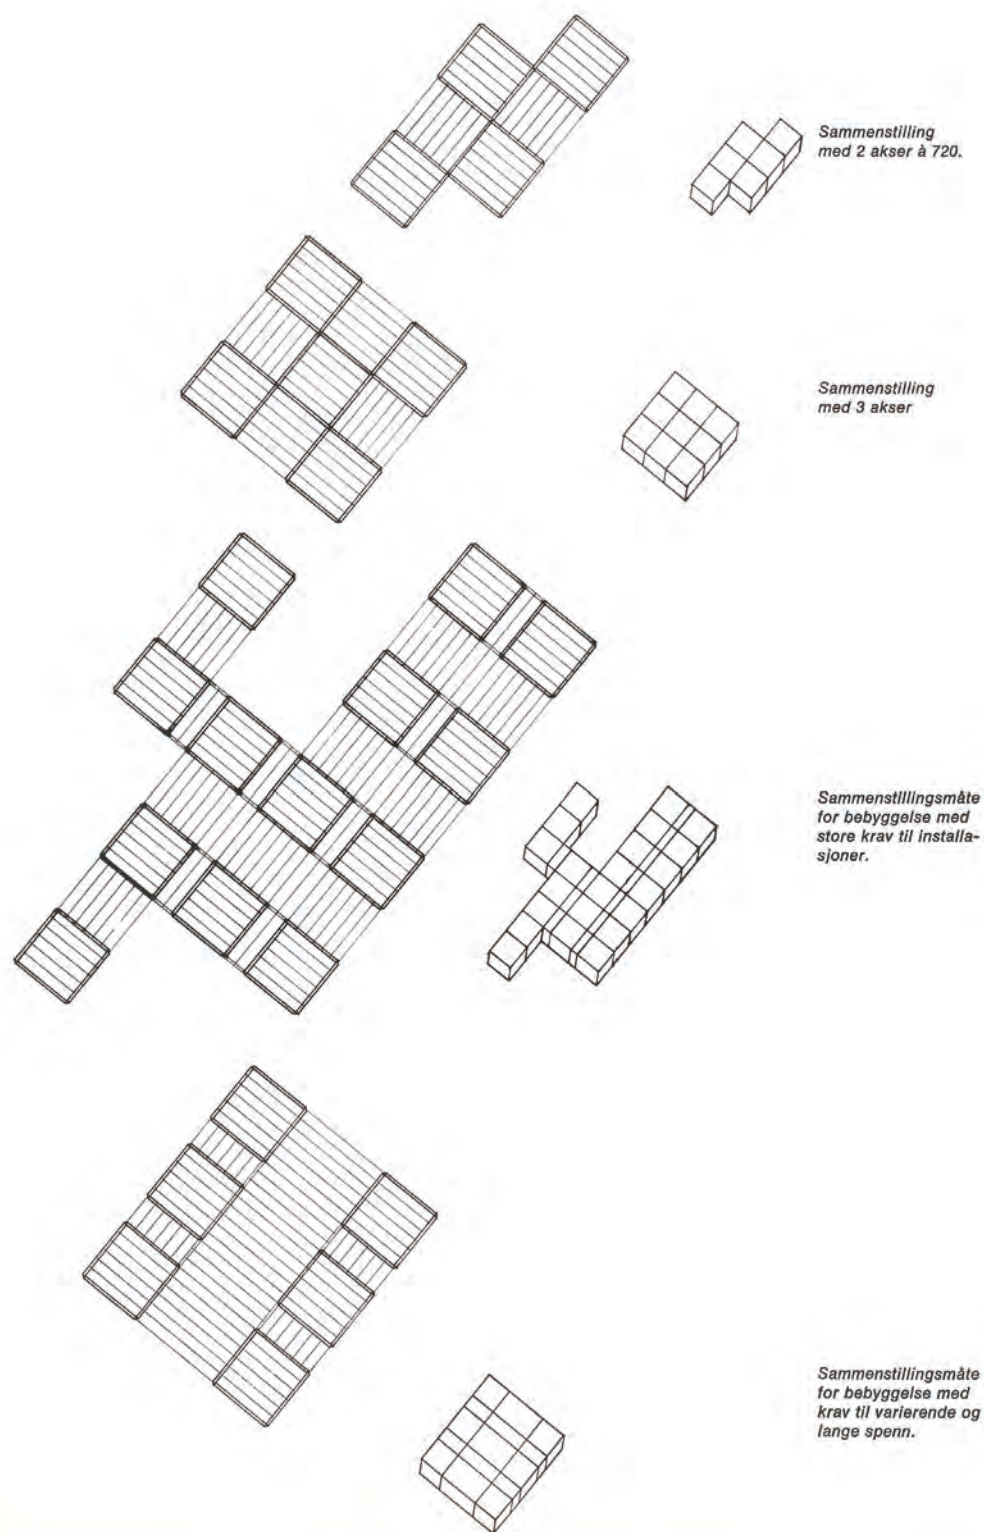 Sammenstilling
med 2 akser à 720.
Sammenstilling
med 3 akser
Sammenstillingsmåte
for bebyggelse med
store krav til installa-
sjoner.
Sammenstillingsmåte
for bebyggelse med
krav til varierende og
lange spenn.